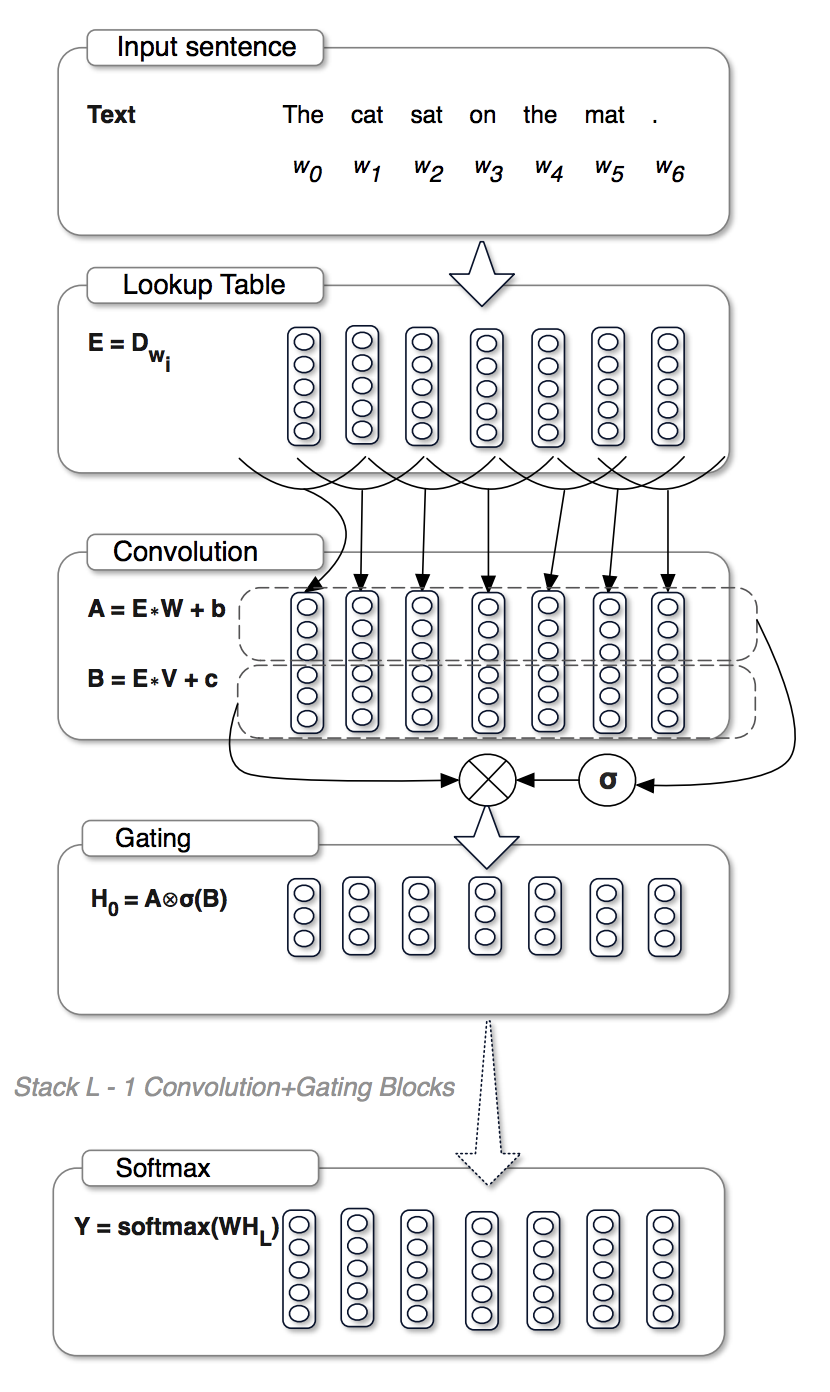 Input sentence
Text The cat sat on the mat .
w0 w1 w2 w3 w4 w5 w6
Lookup Table
E = Dwi
Convolution
A = E*W + b
B = E*V + c
σ
Gating
H0 = A⊗σ(B)
Stack L - 1 Convolution+Gating Blocks
Softmax
Y = softmax(WHL)